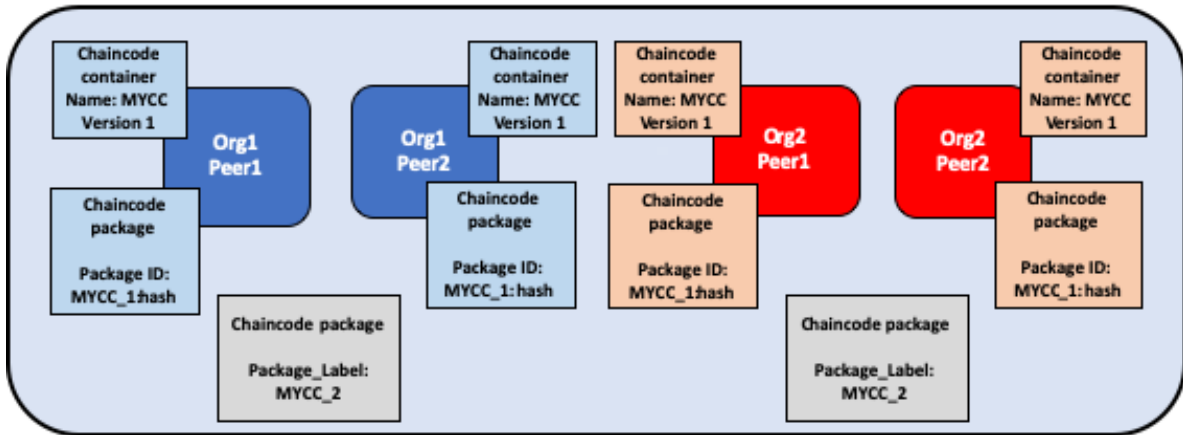 Chaincode
container
Name: MYCC
Version 1
Org1
Peer1
Chaincode
package
Package ID:
MYCC_1:hash
Chaincode
container
Name: MYCC
Version 1
Org1
Peer2
Chaincode
package
Package ID:
MYCC_1:hash
Chaincode package
Package_Label:
MYCC_2
Chaincode
container
Name: MYCC
Version 1
Org2
Peer1
Chaincode
package
Package ID:
MYCC_1:hash
Chaincode
container
Name: MYCC
Version 1
Org2
Peer2
Chaincode
package
Package ID:
MYCC_1:hash
Chaincode package
Package_Label:
MYCC_2